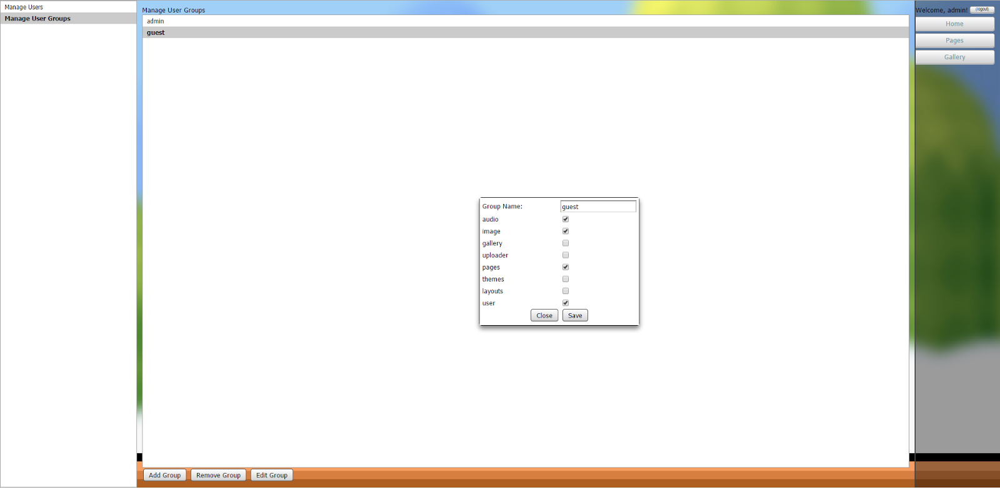 Manage Users
Manage User Groups
Manage User Groups
admin
guest
Group Name: guest
audio
image
gallery
uploader
pages
themes
layouts
user
Close Save
Add Group Remove Group Edit Group
Welcome, admin! (logout)
Home
Pages
Gallery